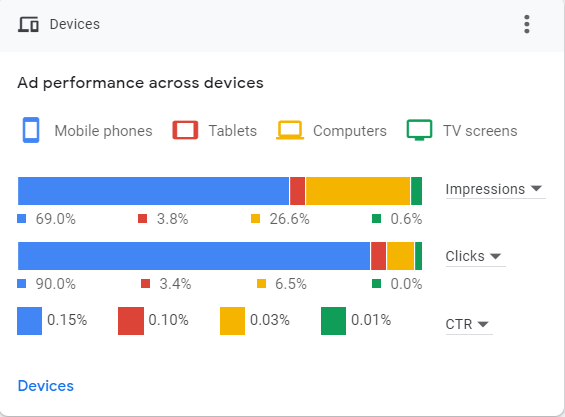 Devices
Ad performance across devices
Mobile phones Tablets Computers TV screens
Impressions
69.0% 3.8% 26.6% 0.6%
Clicks
90.0% 3.4% 6.5% 0.0%
0.15% 0.10% 0.03% 0.01% CTR
Devices